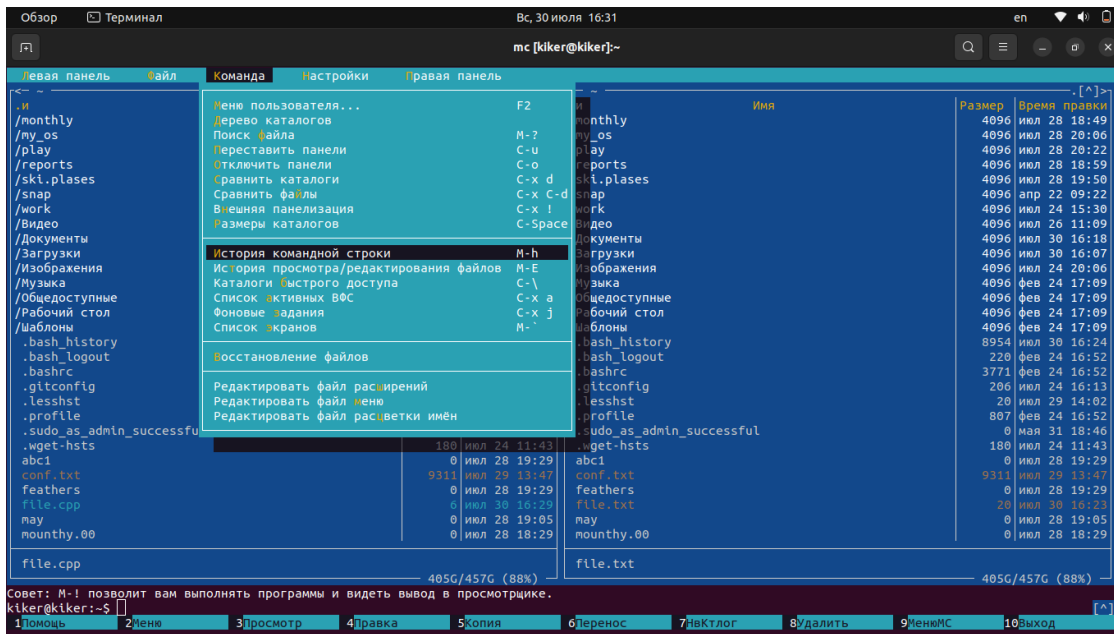 Обзор Терминал Вс, 30 июля 16:31 en
mc [kiker@kiker]:~
Левая панель Файл Команда Настройки Правая панель
<— ~ — ~ .[^]>
.и Меню пользователя... F2 и Имя Размер Время правки
/monthly Дерево каталогов monthly 4096 июл 28 18:49
/my_os Поиск файла M-? my_os 4096 июл 28 20:06
/play Переставить панели C-u play 4096 июл 28 20:22
/reports Отключить панели C-o reports 4096 июл 28 18:59
/ski.plases Сравнить каталоги C-x d ski.plases 4096 июл 28 19:50
/snap Сравнить файлы C-x C-d snap 4096 апр 22 09:22
/work Внешняя панелизация C-x ! work 4096 июл 24 15:30
/Видео Размеры каталогов C-Space Видео 4096 июл 26 11:09
/Документы Документы 4096 июл 30 16:18
/Загрузки История командной строки M-h Загрузки 4096 июл 30 16:07
/Изображения История просмотра/редактирования файлов M-E Изображения 4096 июл 24 20:06
/Музыка Каталоги быстрого доступа C-\ Музыка 4096 фев 24 17:09
/Общедоступные Список активных ВФС C-x a Общедоступные 4096 фев 24 17:09
/Рабочий стол Фоновые задания C-x j Рабочий стол 4096 фев 24 17:09
/Шаблоны Список экранов M-` Шаблоны 4096 фев 24 17:09
.bash_history .bash_history 8954 июл 30 16:24
.bash_logout Восстановление файлов .bash_logout 220 фев 24 16:52
.bashrc .bashrc 3771 фев 24 16:52
.gitconfig Редактировать файл расширений .gitconfig 206 июл 24 16:13
.lesshst Редактировать файл меню .lesshst 20 июл 29 14:02
.profile Редактировать файл расцветки имён .profile 807 фев 24 16:52
.sudo_as_admin_successfu .sudo_as_admin_successful 0 мая 31 18:46
.wget-hsts 180 июл 24 11:43 .wget-hsts 180 июл 24 11:43
abc1 0 июл 28 19:29 abc1 0 июл 28 19:29
conf.txt 9311 июл 29 13:47 conf.txt 9311 июл 29 13:47
feathers 0 июл 28 19:29 feathers 0 июл 28 19:29
file.cpp 6 июл 30 16:29 file.txt 20 июл 30 16:23
may 0 июл 28 19:05 may 0 июл 28 19:05
mounthy.00 0 июл 28 18:29 mounthy.00 0 июл 28 18:29
file.cpp file.txt
405G/457G (88%) 405G/457G (88%)
Совет: M-! позволит вам выполнять программы и видеть вывод в просмотрщике.
kiker@kiker:~$ [^]
1Помощь 2Меню 3Просмотр 4Правка 5Копия 6Перенос 7НвКтлог 8Удалить 9МенюMC 10Выход